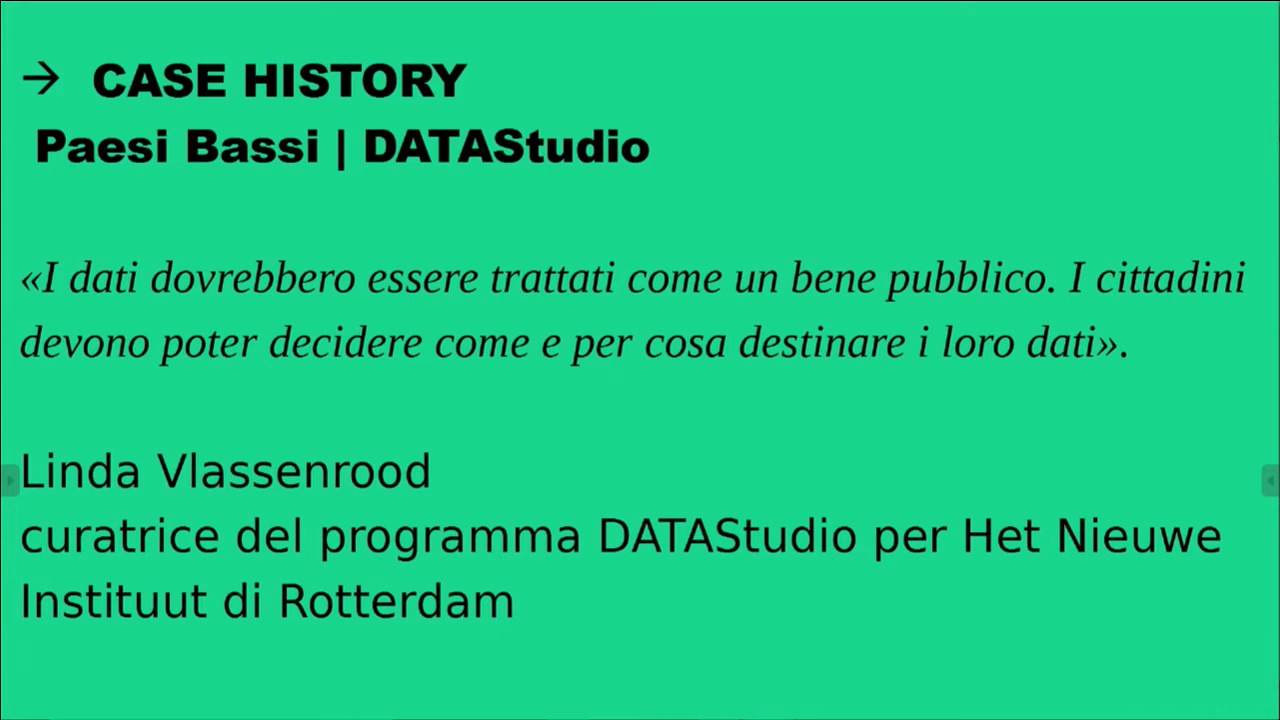 → CASE HISTORY
Paesi Bassi | DATAStudio
«I dati dovrebbero essere trattati come un bene pubblico. I cittadini
devono poter decidere come e per cosa destinare i loro dati».
Linda Vlassenrood
curatrice del programma DATAStudio per Het Nieuwe
Instituut di Rotterdam